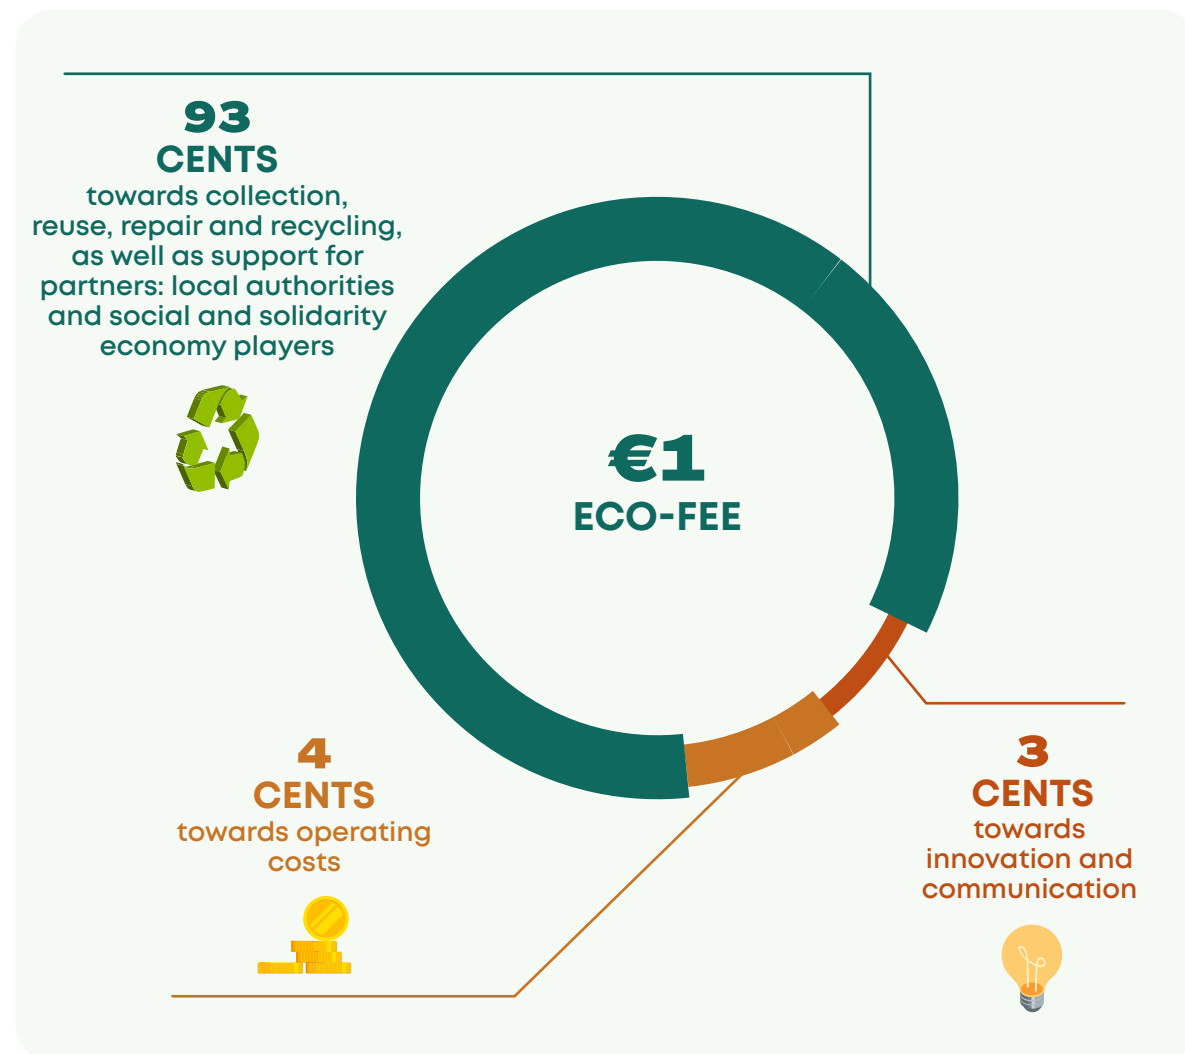 93
CENTS
towards collection,
reuse, repair and recycling,
as well as support for
partners: local authorities
and social and solidarity
economy players
€1
ECO-FEE
4
CENTS
towards operating
costs
3
CENTS
towards
innovation and
communication